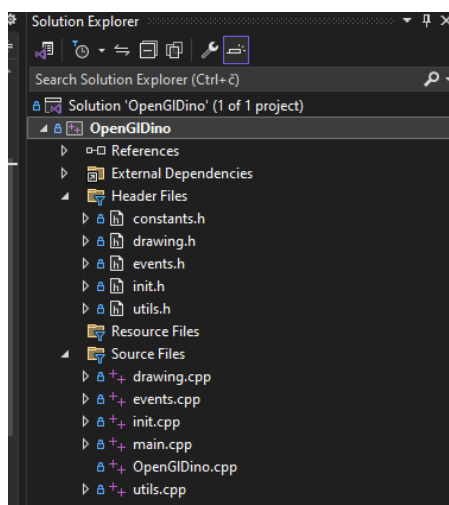 Solution Explorer
Search Solution Explorer (Ctrl+č)
Solution 'OpenGlDino' (1 of 1 project)
OpenGlDino
References
External Dependencies
Header Files
constants.h
drawing.h
events.h
init.h
utils.h
Resource Files
Source Files
drawing.cpp
events.cpp
init.cpp
main.cpp
OpenGlDino.cpp
utils.cpp